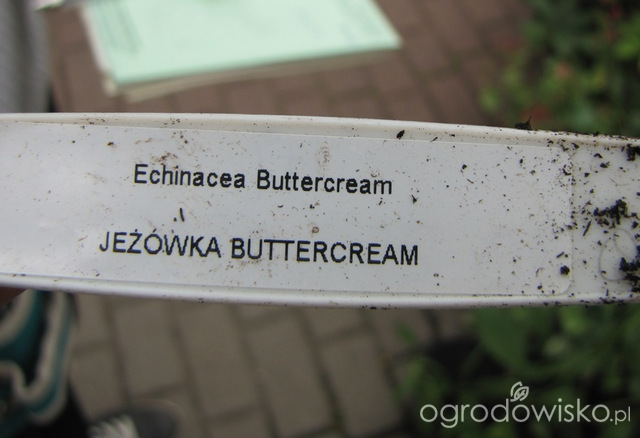 Echinacea Buttercream
JEŻÓWKA BUTTERCREAM
ogrodowisko.pl